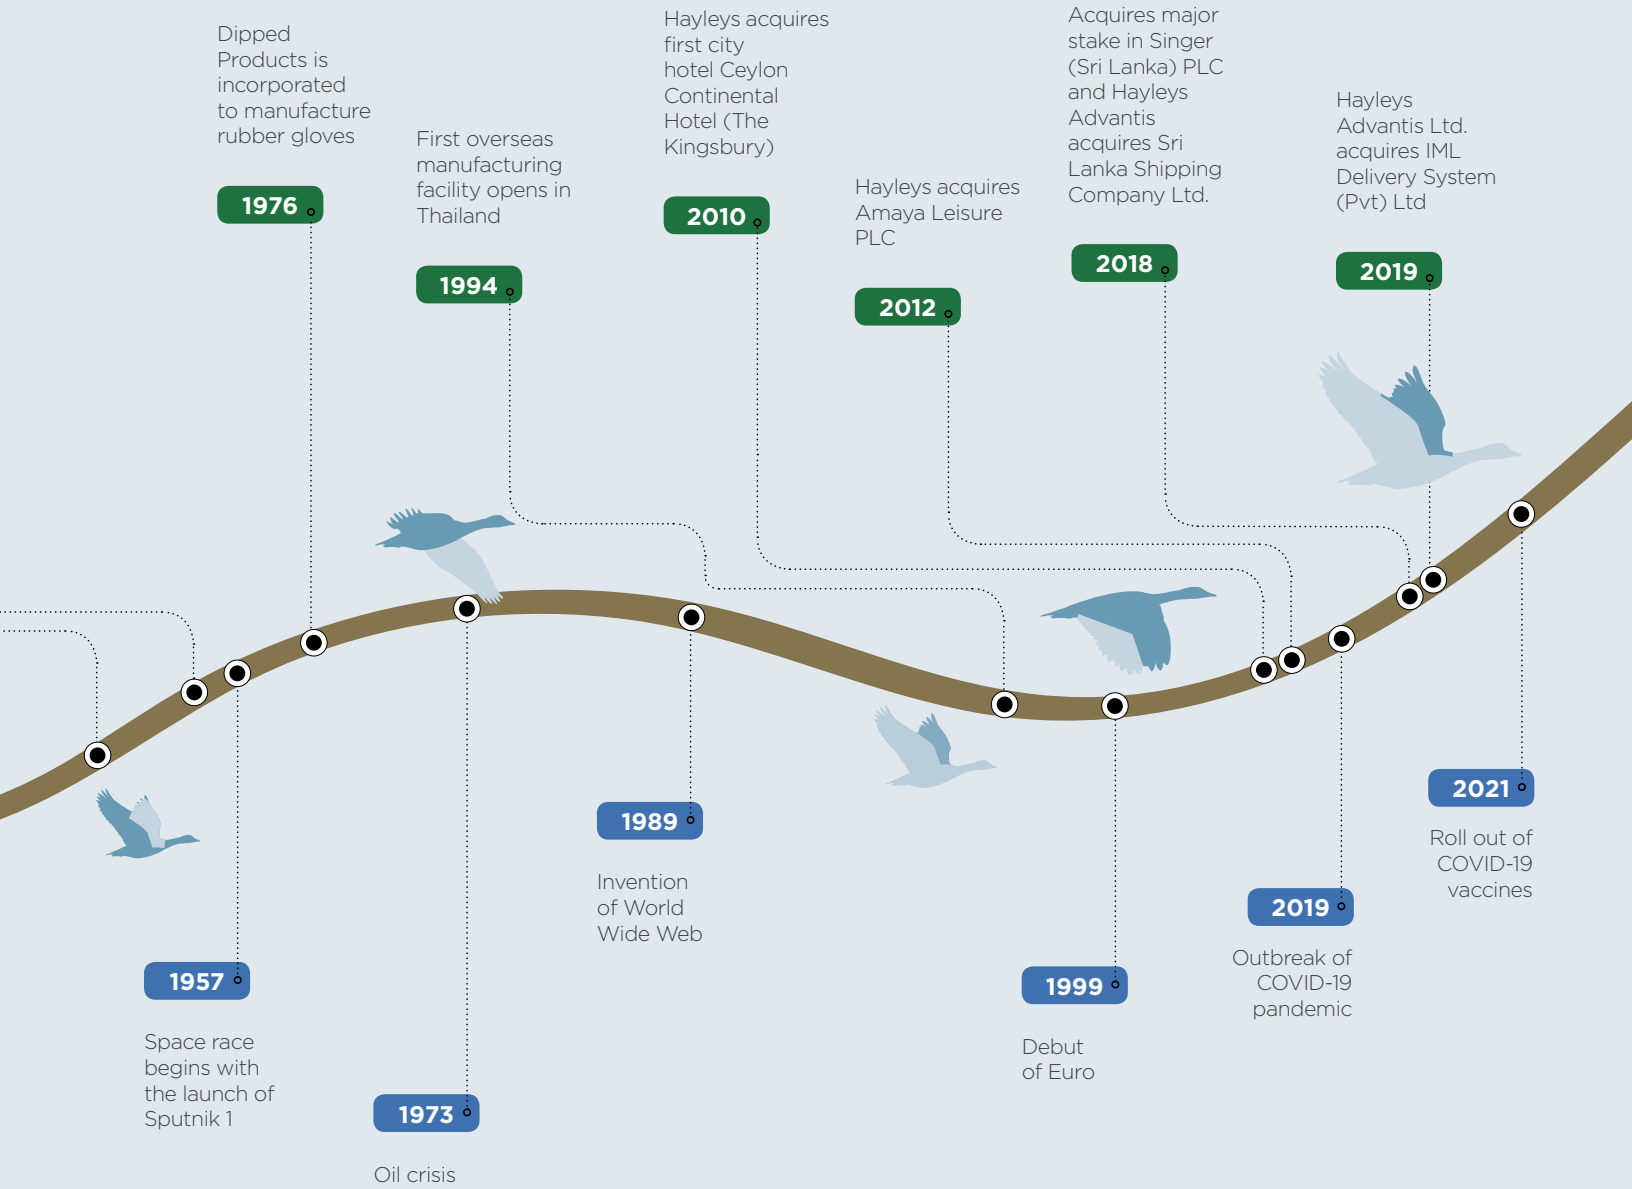 Dipped
Products is
incorporated
to manufacture
rubber gloves
1976
First overseas
manufacturing
facility opens in
Thailand
1994
Hayleys acquires
first city
hotel Ceylon
Continental
Hotel (The
Kingsbury)
2010
Hayleys acquires
Amaya Leisure
PLC
2012
Acquires major
stake in Singer
(Sri Lanka) PLC
and Hayleys
Advantis
acquires Sri
Lanka Shipping
Company Ltd.
2018
Hayleys
Advantis Ltd.
acquires IML
Delivery System
(Pvt) Ltd
2019
1957
Space race
begins with
the launch of
Sputnik 1
1973
Oil crisis
1989
Invention
of World
Wide Web
1999
Debut
of Euro
2019
Outbreak of
COVID-19
pandemic
2021
Roll out of
COVID-19
vaccines